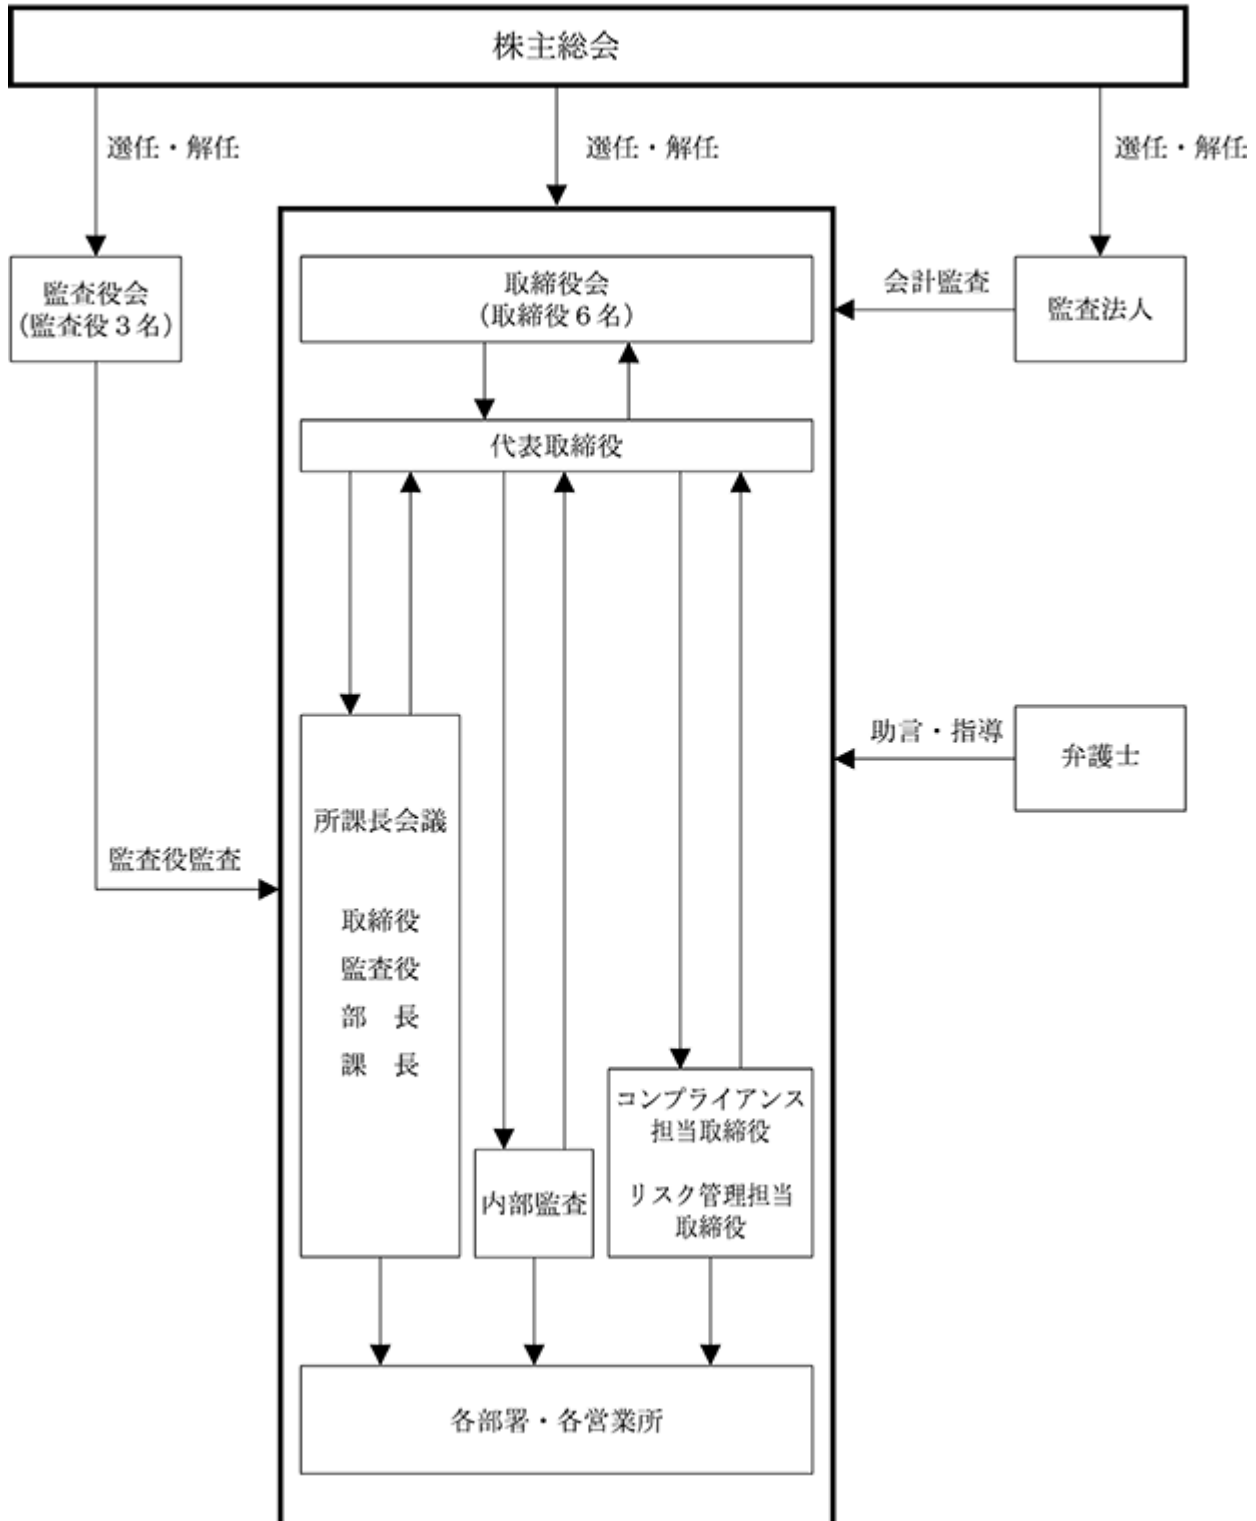 株主総会
選任・解任
選任・解任
選任・解任
監査役会
（監査役３名）
取締役会
（取締役６名）
会計監査
監査法人
代表取締役
助言・指導
弁護士
所課長会議
監査役監査
取締役
監査役
部　長
課　長
コンプライアンス
担当取締役
リスク管理担当
取締役
内部監査
各部署・各営業所